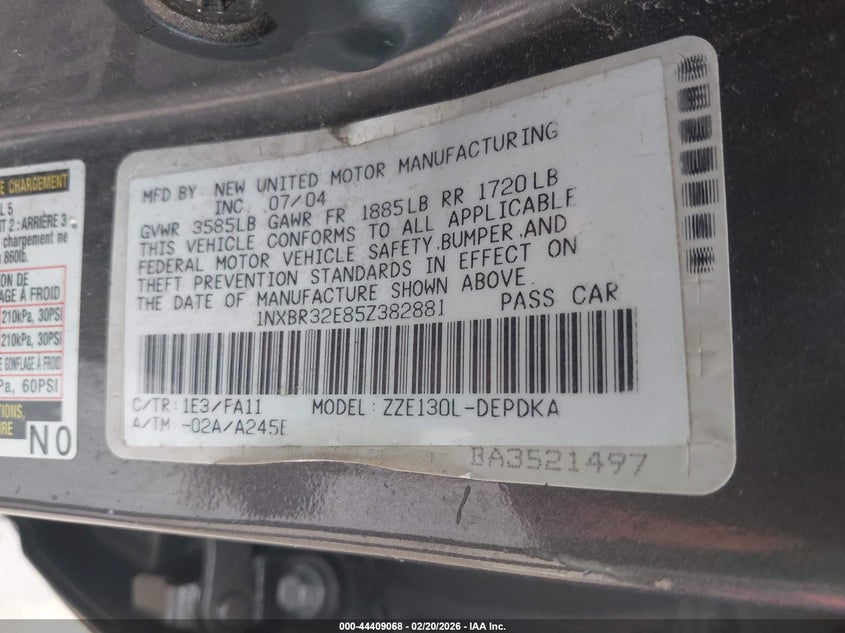 E CHARGEMENT
L 5
T 2 : ARRIÈRE 3
chargement ne
860lb.
ION DE
LAGE À FROID
210kPa, 30PSI
210kPa, 30PSI
DE GONFLAGE À FROID
Pa, 60PSI
NO
MFD BY: NEW UNITED MOTOR MANUFACTURING
INC. 07/04
GVWR 3585LB GAWR FR 1885LB RR 1720LB
THIS VEHICLE CONFORMS TO ALL APPLICABLE
FEDERAL MOTOR VEHICLE SAFETY,BUMPER,AND
THEFT PREVENTION STANDARDS IN EFFECT ON
THE DATE OF MANUFACTURE SHOWN ABOVE.
1NXBR32E85Z382881 PASS CAR
C/TR: 1E3/FA11 MODEL: ZZE130L-DEPDKA
A/TM -02A/A245E
BA3521497
000-44409068 - 02/20/2026 - IAA Inc.